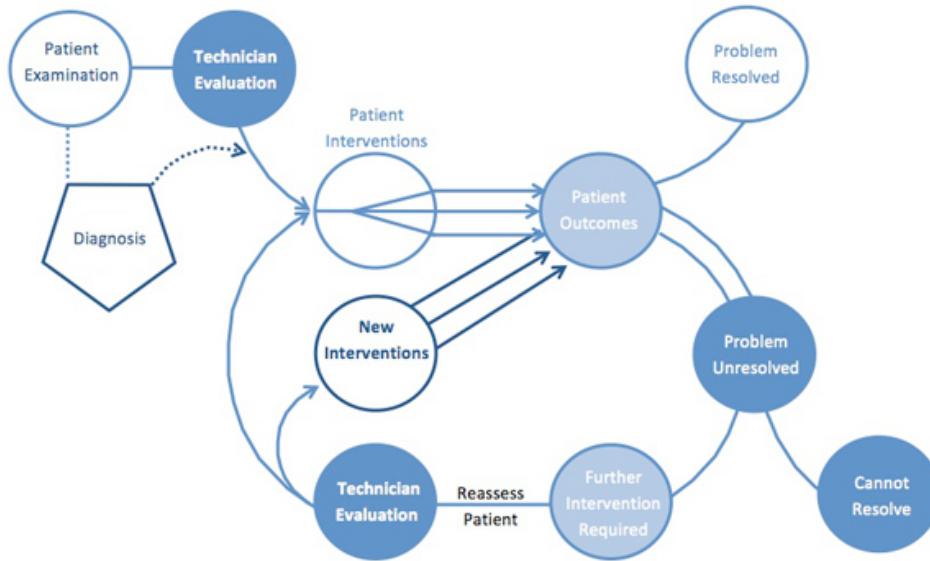 Patient
Examination
Technician
Evaluation
Problem
Resolved
Patient
Interventions
Patient
Outcomes
Diagnosis
New
Interventions
Problem
Unresolved
Technician
Evaluation
Reassess
Patient
Further
Intervention
Required
Cannot
Resolve